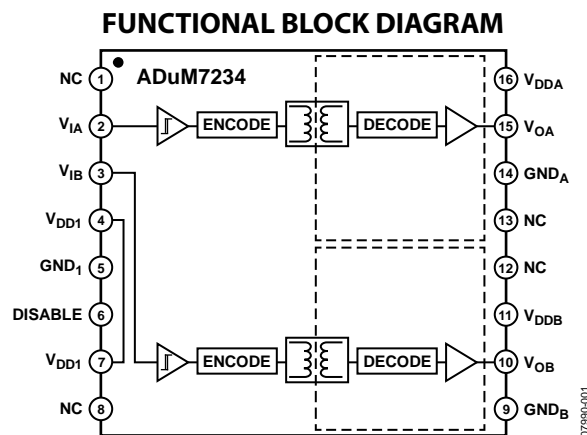 FUNCTIONAL BLOCK DIAGRAM
ADuM7234
NC 1
VIA 2
VIB 3
VDD1 4
GND1 5
DISABLE 6
VDD1 7
NC 8
ENCODE
DECODE
ENCODE
DECODE
16 VDDA
15 VOA
14 GNDA
13 NC
12 NC
11 VDDB
10 VOB
9 GNDB
07990-001